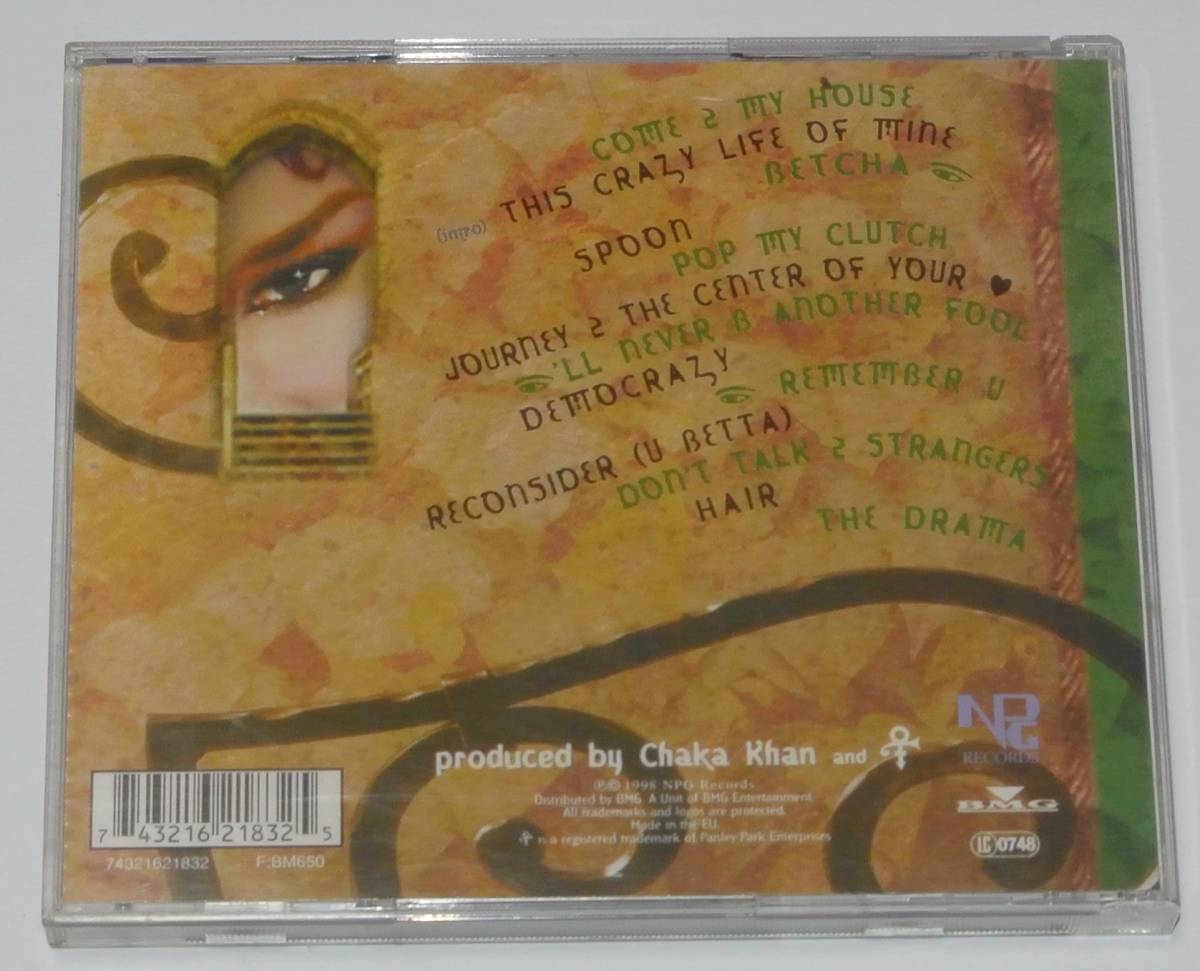 COME 2 MY HOUSE
(intro) THIS CRAZY LIFE OF MINE
BETCHA 👁
SPOON
POP MY CLUTCH
JOURNEY 2 THE CENTER OF YOUR ♥
👁'LL NEVER B ANOTHER FOOL
DEMOCRAZY
👁 REMEMBER U
RECONSIDER (U BETTA)
DON'T TALK 2 STRANGERS
HAIR
THE DRAMA
NPG
RECORDS
produced by Chaka Khan and
℗© 1998 NPG Records
Distributed by BMG. A Unit of BMG Entertainment.
All trademarks and logos are protected.
Made in the EU.
is a registered trademark of Paisley Park Enterprises
BMG
LC 0748
7 43216 21832 5
74321621832 F:BM650